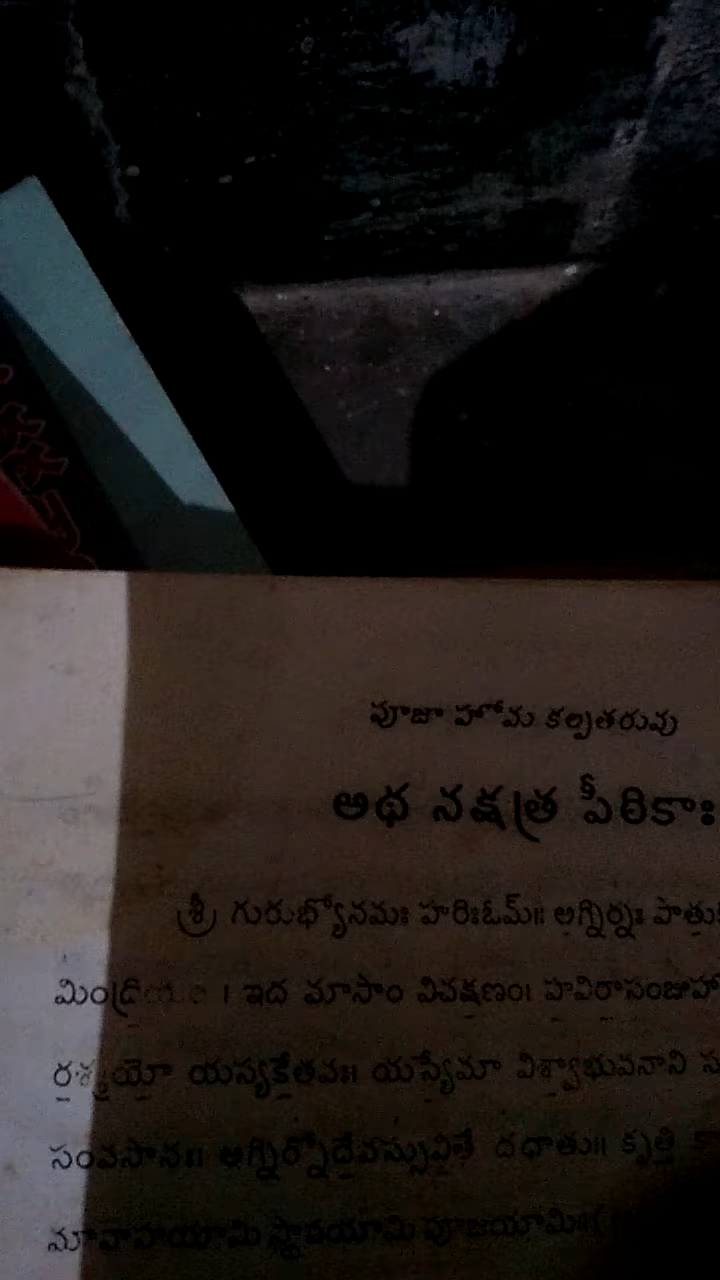 పూజా హోమ కల్పతరువు
అథ నక్షత్ర పీఠికాః
శ్రీ గురుభ్యోనమః హరిఃఓమ్॥ అగ్నిర్నః పాతు
ఇద మాసాం విచక్షణం। హవిరాసంజుహో
యస్యకేతవః। యస్యేమా విశ్వాభువనాని
సంవసానః। అగ్నిర్నోదేవస్సువితే దధాతు॥ కృత్తి
మావాహయామి స్థాపయామి పూజయామిః